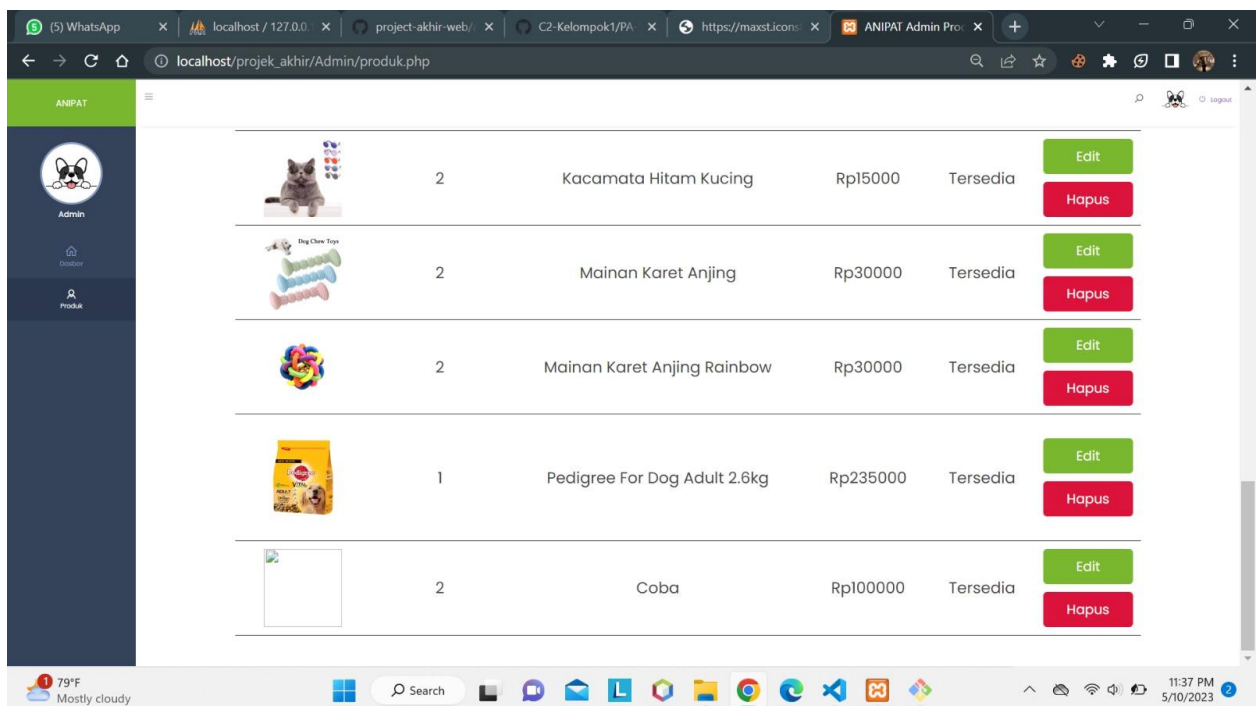 (5) WhatsApp
localhost / 127.0.0.1
project-akhir-web/
C2-Kelompok1/PA-
https://maxst.icons
ANIPAT Admin Prod
localhost/projek_akhir/Admin/produk.php
ANIPAT
Logout
Admin
Dasbor
Produk
2 Kacamata Hitam Kucing Rp15000 Tersedia
Edit
Hapus
Dog Chew Toys
2 Mainan Karet Anjing Rp30000 Tersedia
Edit
Hapus
2 Mainan Karet Anjing Rainbow Rp30000 Tersedia
Edit
Hapus
Pedigree
ADULT
1 Pedigree For Dog Adult 2.6kg Rp235000 Tersedia
Edit
Hapus
2 Coba Rp100000 Tersedia
Edit
Hapus
1
79°F
Mostly cloudy
Search
L
11:37 PM
5/10/2023
2